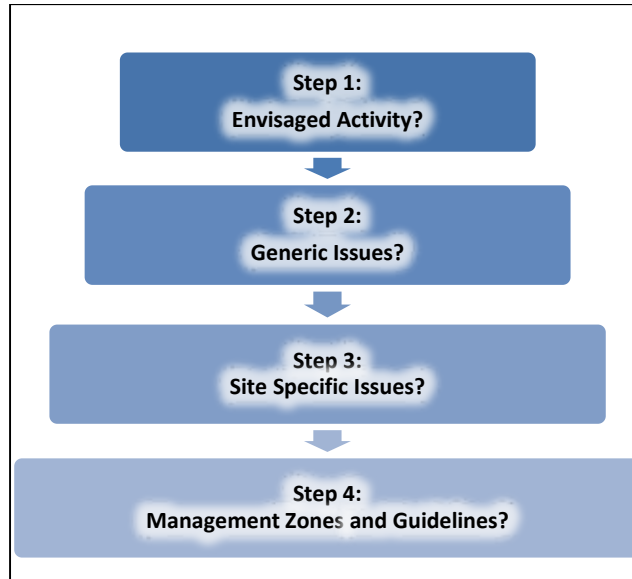 Step 1:
Envisaged Activity?
Step 2:
Generic Issues?
Step 3:
Site Specific Issues?
Step 4:
Management Zones and Guidelines?